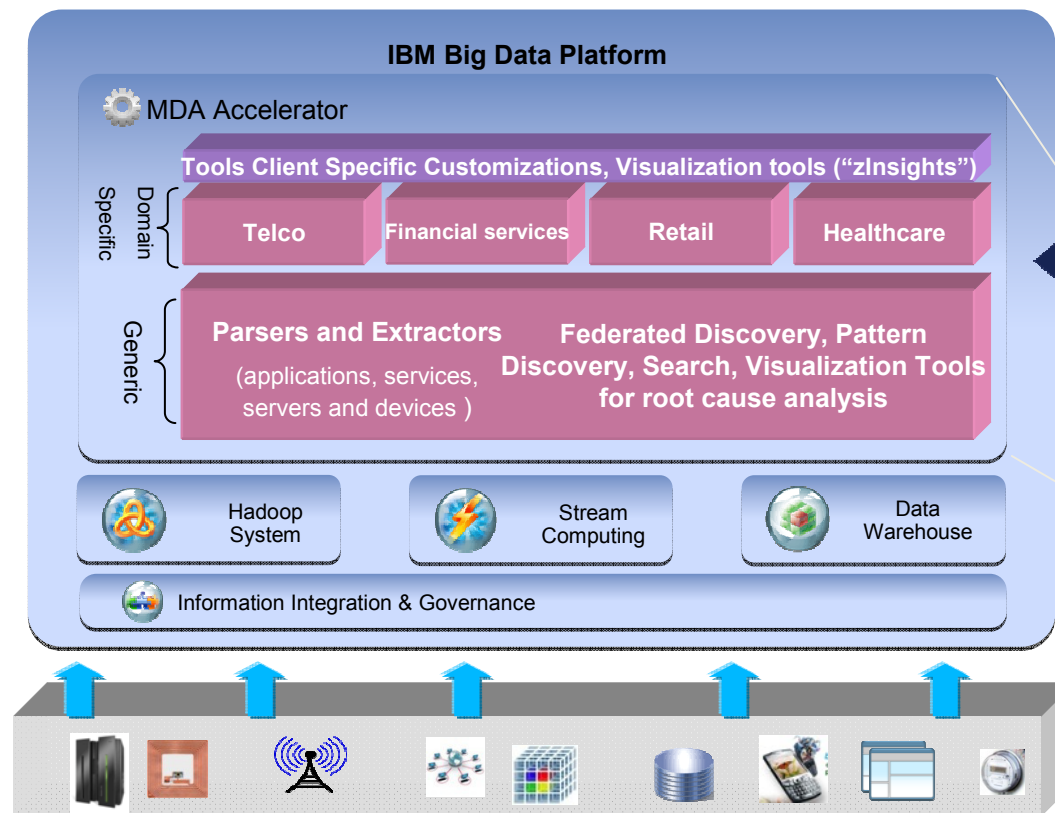 IBM Big Data Platform
MDA Accelerator
Tools Client Specific Customizations, Visualization tools (“zInsights”)
Domain
Specific
Telco
Financial services
Retail
Healthcare
Generic
Parsers and Extractors
(applications, services,
servers and devices )
Federated Discovery, Pattern
Discovery, Search, Visualization Tools
for root cause analysis
Hadoop
System
Stream
Computing
Data
Warehouse
Information Integration & Governance